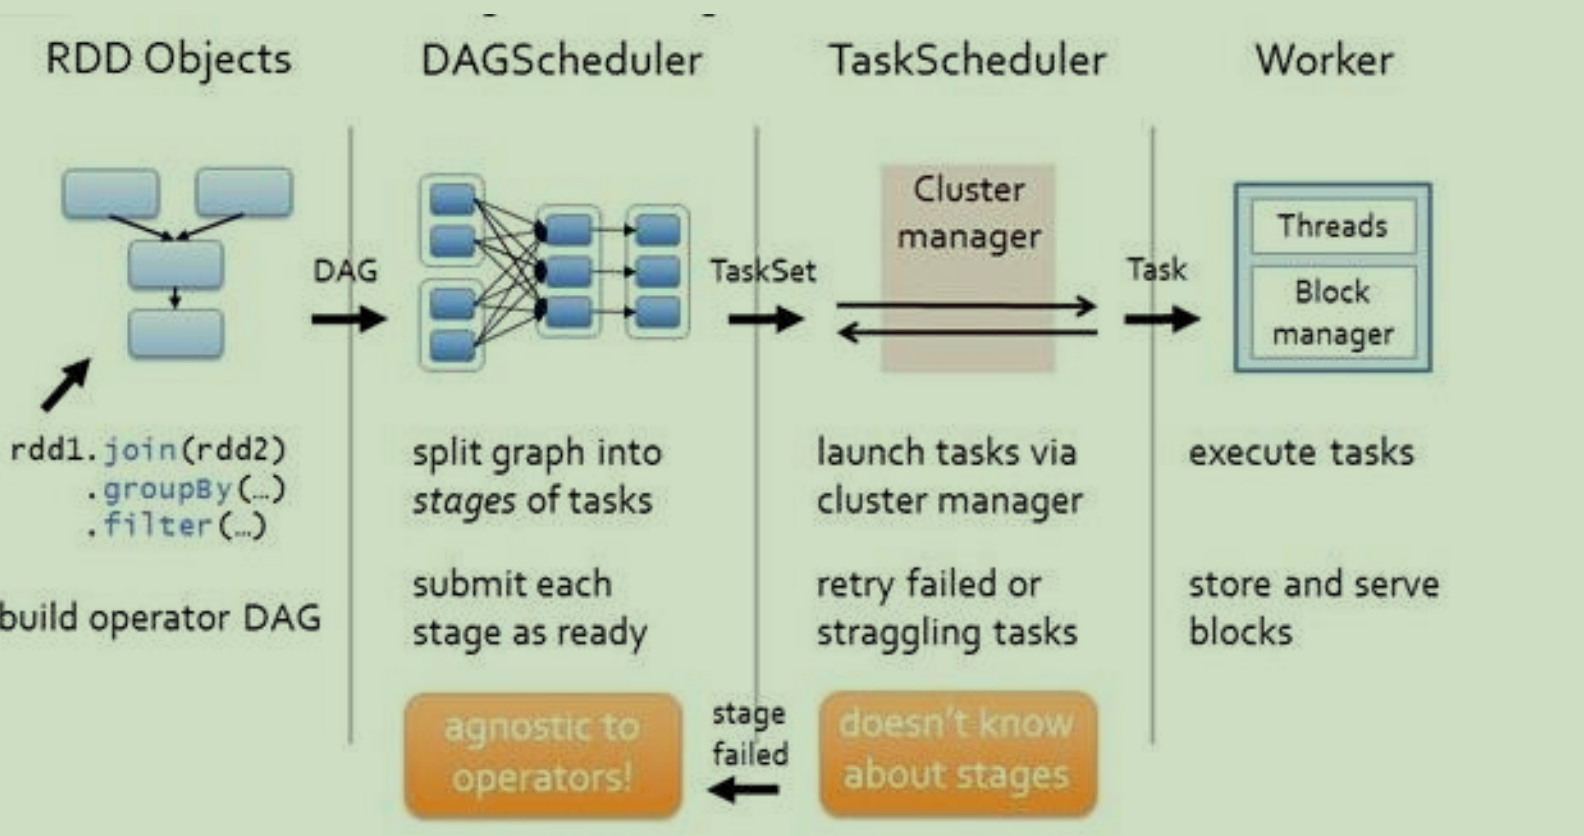 RDD Objects
DAGScheduler
TaskScheduler
Worker
DAG
TaskSet
Cluster
manager
Task
Threads
Block
manager
rdd1.join(rdd2)
.groupBy(…)
.filter(…)
build operator DAG
split graph into
stages of tasks
submit each
stage as ready
agnostic to
operators!
launch tasks via
cluster manager
retry failed or
straggling tasks
stage
failed
doesn't know
about stages
execute tasks
store and serve
blocks